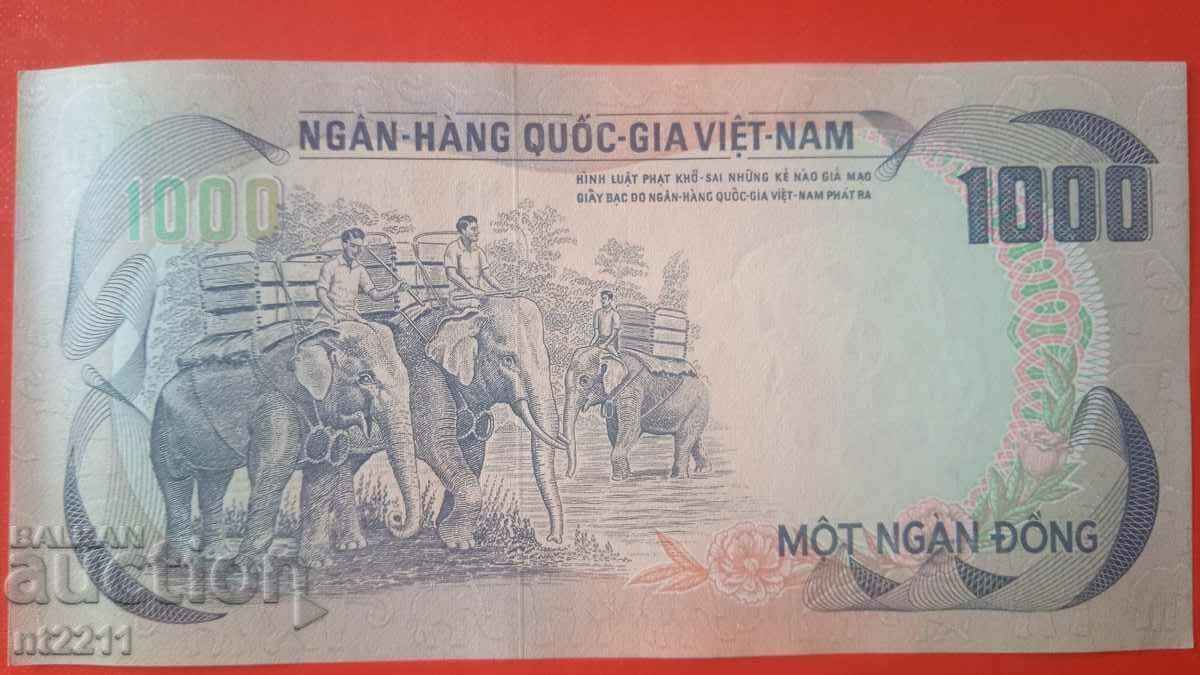 NGÂN-HÀNG QUỐC-GIA VIỆT-NAM
HÌNH LUẬT PHẠT KHỔ-SAI NHỮNG KẺ NÀO GIẢ MẠO
GIẤY BẠC DO NGÂN-HÀNG QUỐC-GIA VIỆT-NAM PHÁT RA
1000
1000
MỘT NGÀN ĐỒNG
BALKAN
auction
nt2211